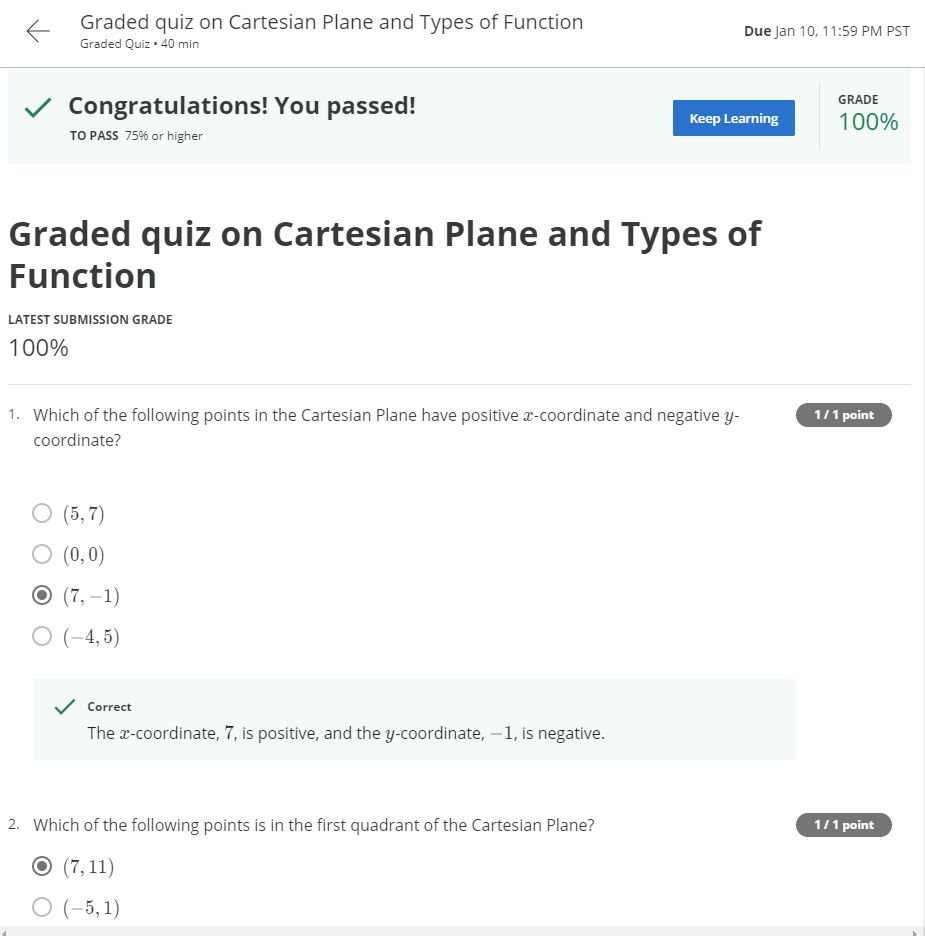 Graded quiz on Cartesian Plane and Types of Function
Graded Quiz • 40 min
Due Jan 10, 11:59 PM PST
Congratulations! You passed!
TO PASS 75% or higher
Keep Learning
GRADE
100%
Graded quiz on Cartesian Plane and Types of
Function
LATEST SUBMISSION GRADE
100%
1. Which of the following points in the Cartesian Plane have positive x-coordinate and negative y-
coordinate?
1 / 1 point
(5, 7)
(0, 0)
(7, −1)
(−4, 5)
Correct
The x-coordinate, 7, is positive, and the y-coordinate, −1, is negative.
2. Which of the following points is in the first quadrant of the Cartesian Plane?
1 / 1 point
(7, 11)
(−5, 1)